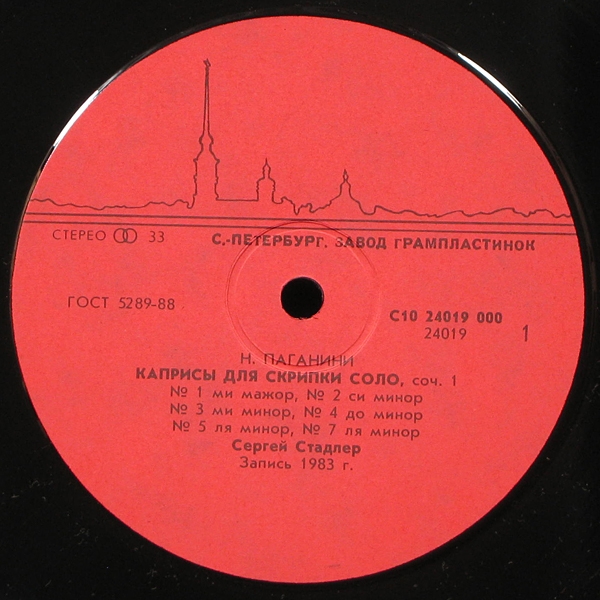 СТЕРЕО 33 С.-ПЕТЕРБУРГ. ЗАВОД ГРАМПЛАСТИНОК
ГОСТ 5289-88
С10 24019 000
24019 1
Н. ПАГАНИНИ
КАПРИСЫ ДЛЯ СКРИПКИ СОЛО, соч. 1
№ 1 ми мажор, № 2 си минор
№ 3 ми минор, № 4 до минор
№ 5 ля минор, № 7 ля минор
Сергей Стадлер
Запись 1983 г.